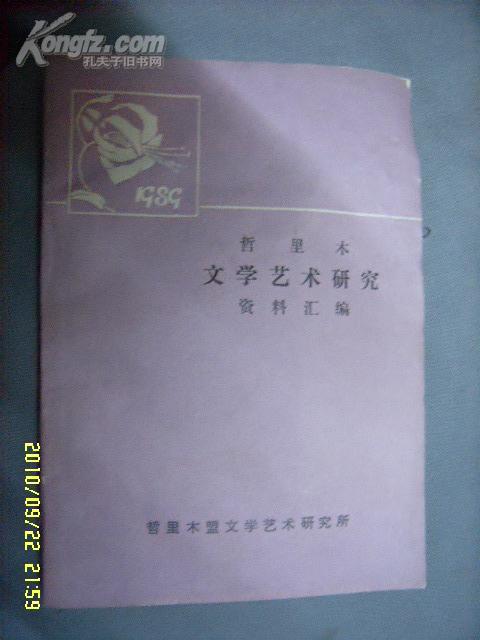 Kongfz.com
孔夫子旧书网
1989
哲里木
文学艺术研究
资料汇编
哲里木盟文学艺术研究所
2010/09/22 21:59